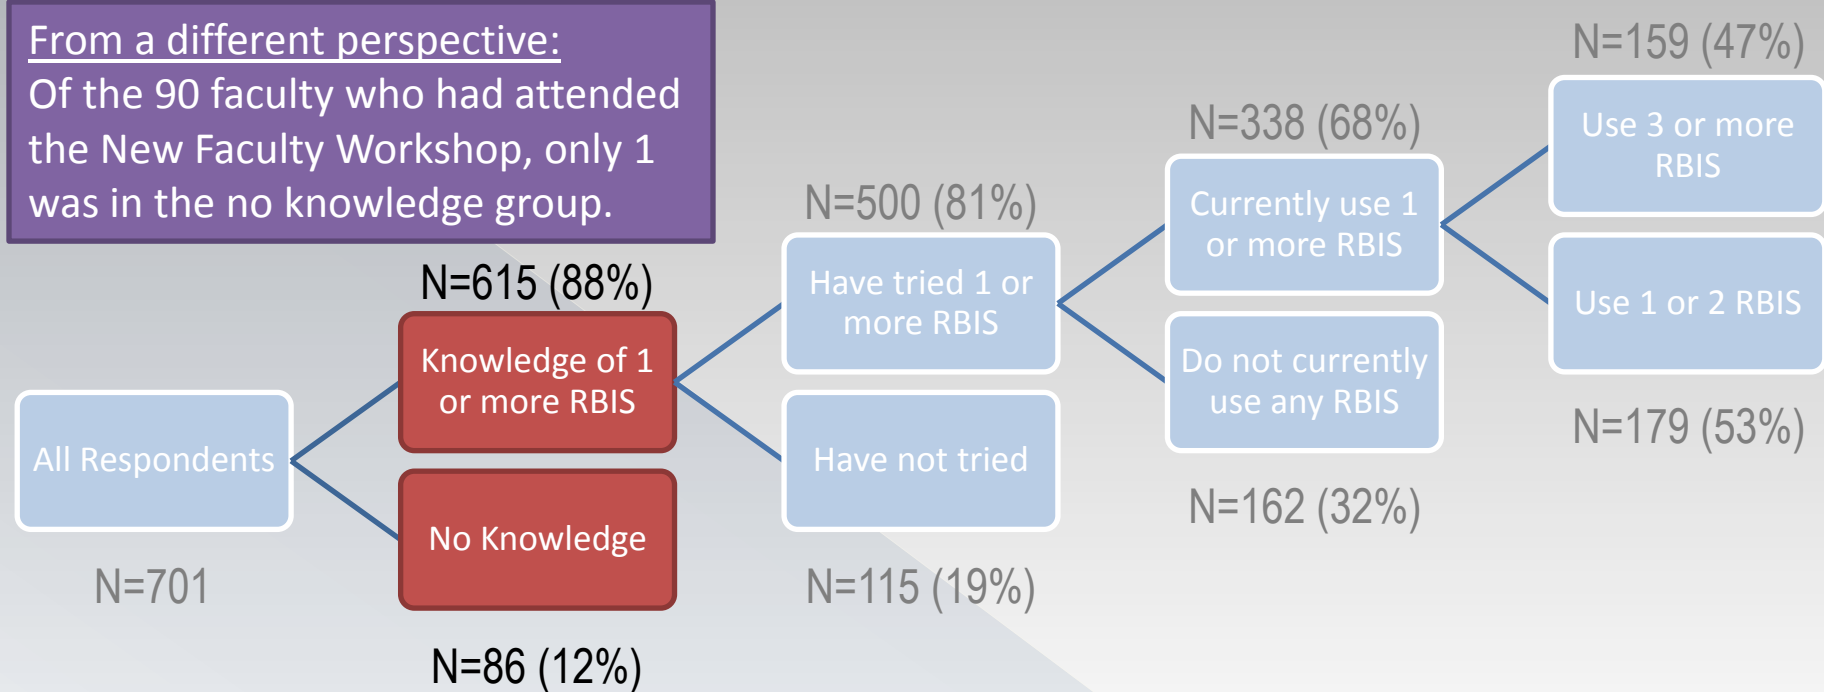 From a different perspective:
Of the 90 faculty who had attended
the New Faculty Workshop, only 1
was in the no knowledge group.
All Respondents
N=701
N=615 (88%)
Knowledge of 1
or more RBIS
No Knowledge
N=86 (12%)
N=500 (81%)
Have tried 1 or
more RBIS
Have not tried
N=115 (19%)
N=338 (68%)
Currently use 1
or more RBIS
Do not currently
use any RBIS
N=162 (32%)
N=159 (47%)
Use 3 or more
RBIS
Use 1 or 2 RBIS
N=179 (53%)